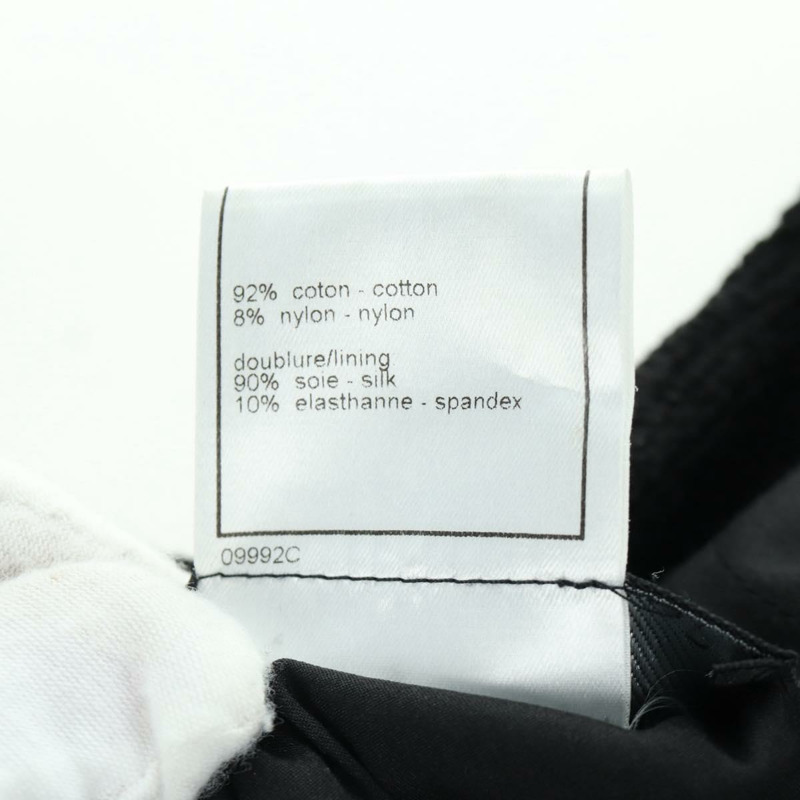 92% coton - cotton
8% nylon - nylon
doublure/lining
90% soie - silk
10% elasthanne - spandex
09992C